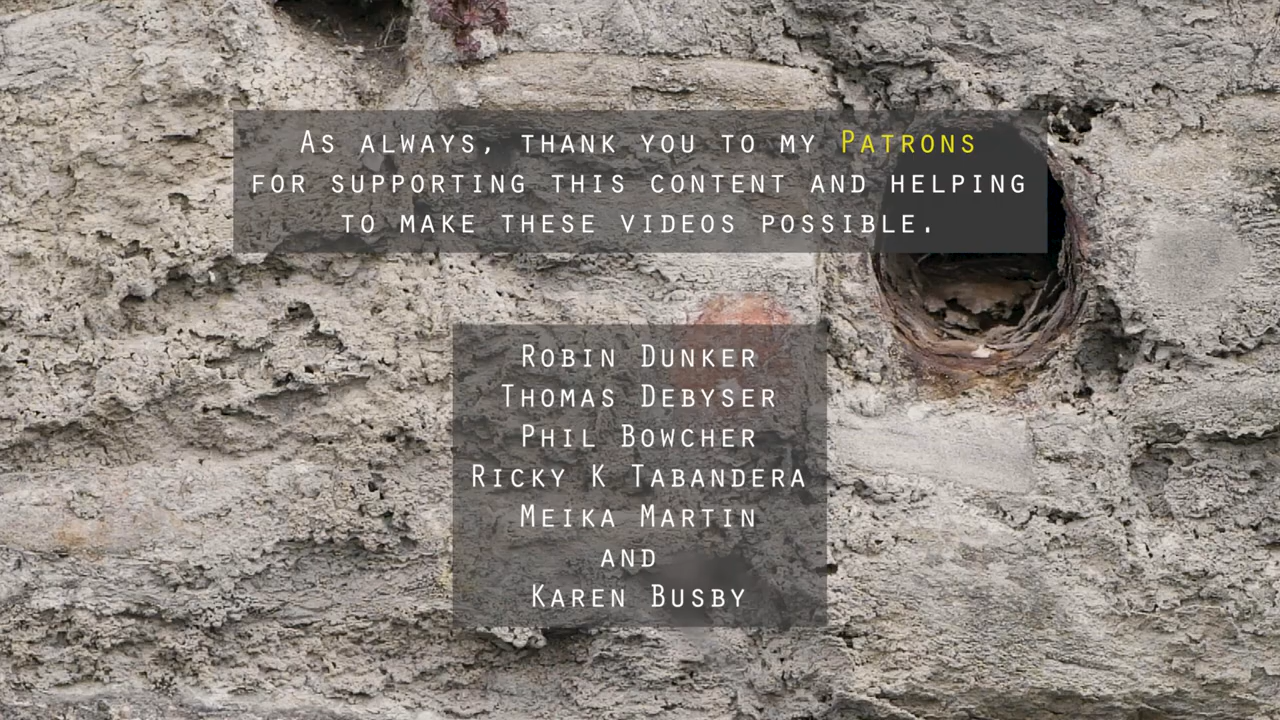 As always, thank you to my Patrons
for supporting this content and helping
to make these videos possible.
Robin Dunker
Thomas Debyser
Phil Bowcher
Ricky K Tabandera
Meika Martin
and
Karen Busby